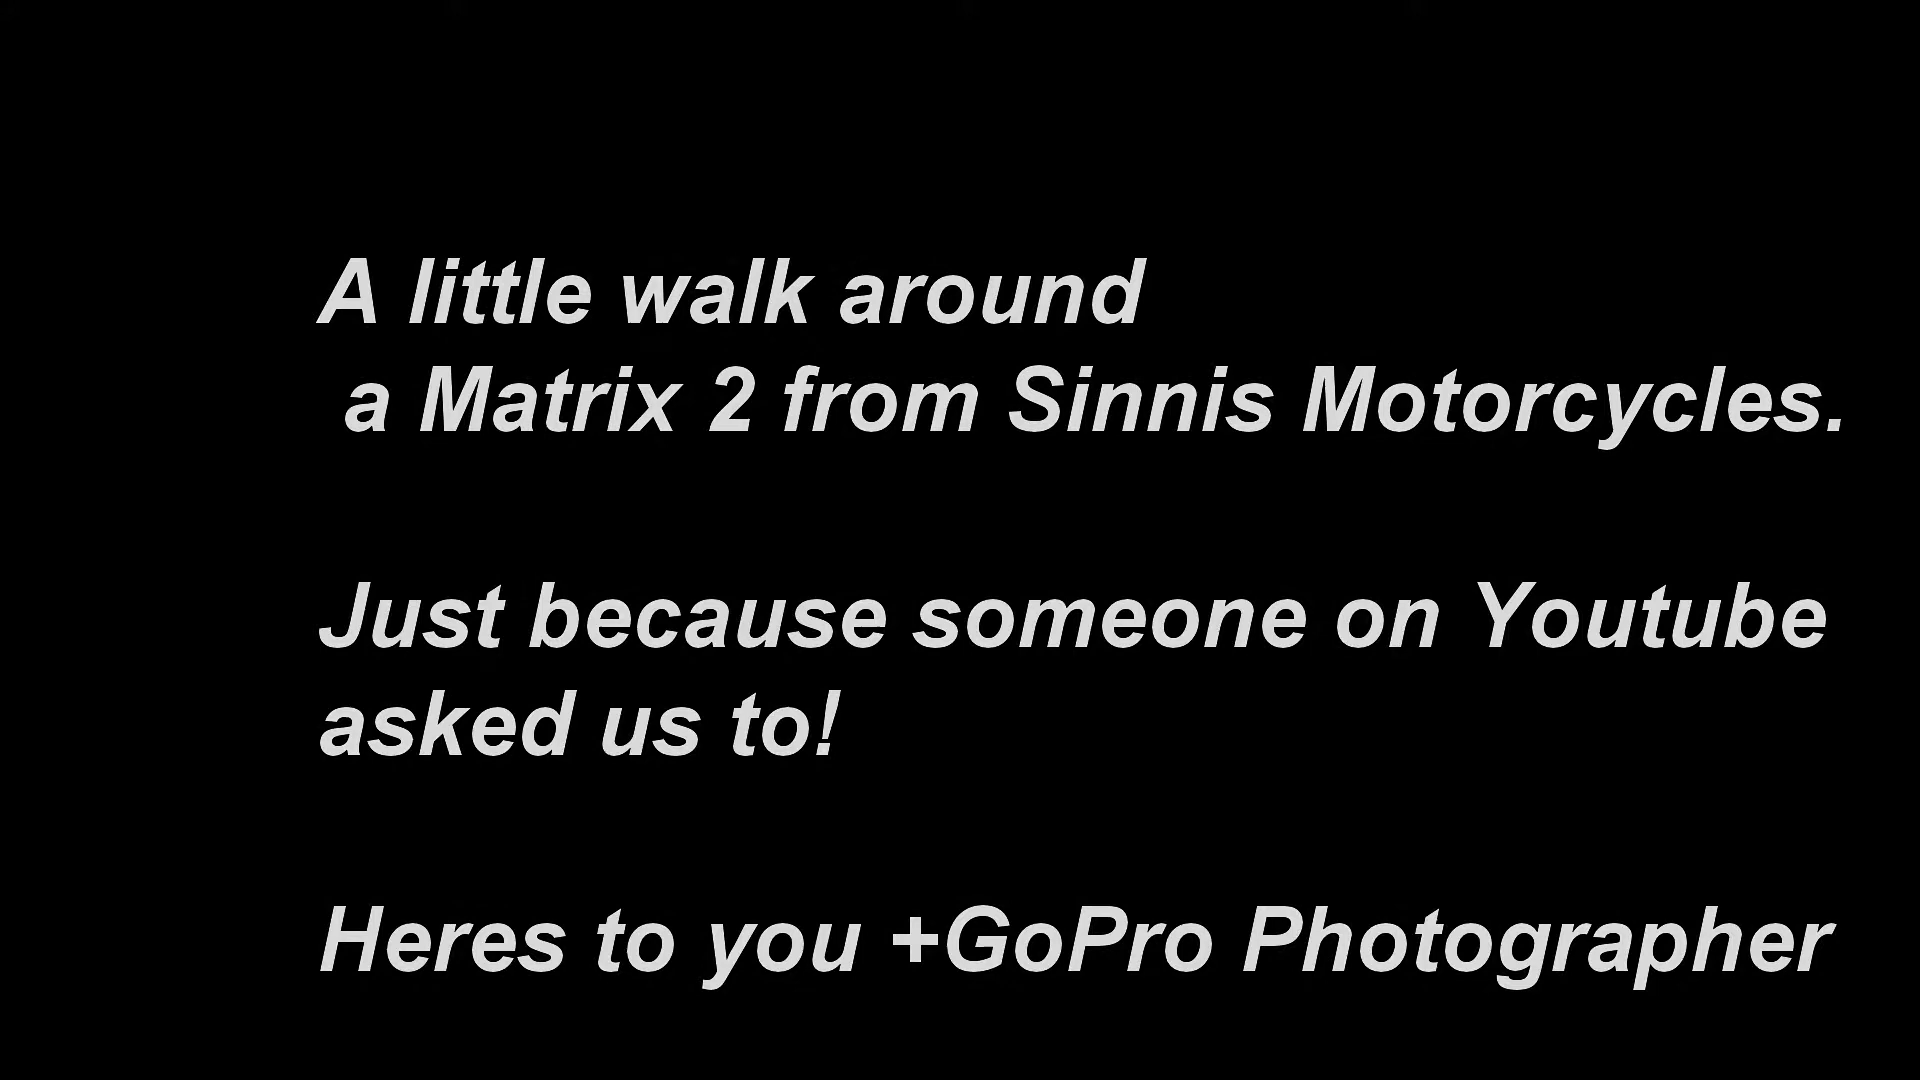 A little walk around
a Matrix 2 from Sinnis Motorcycles.
Just because someone on Youtube
asked us to!
Heres to you +GoPro Photographer